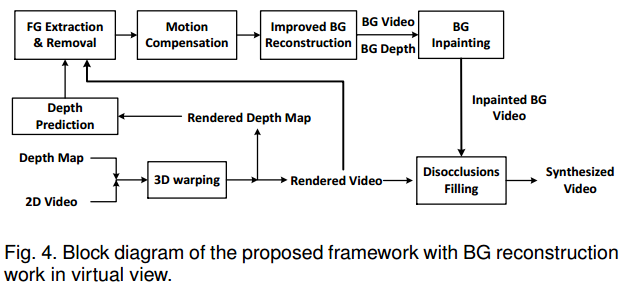 FG Extraction
& Removal
Motion
Compensation
Improved BG
Reconstruction
BG Video
BG Depth
BG
Inpainting
Inpainted BG
Video
Depth
Prediction
Rendered Depth Map
Depth Map
2D Video
3D warping
Rendered Video
Disocclusions
Filling
Synthesized
Video
Fig. 4. Block diagram of the proposed framework with BG reconstruction
work in virtual view.